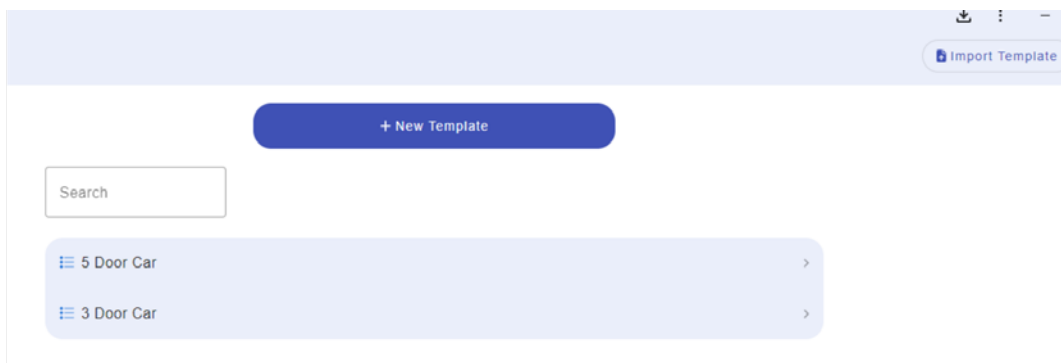 Import Template
+ New Template
Search
5 Door Car
3 Door Car